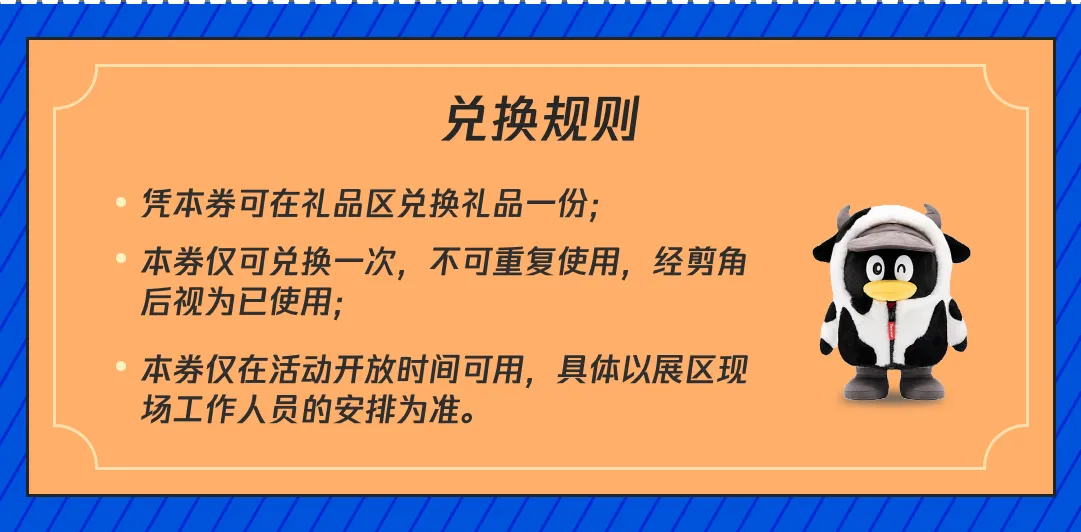 兑换规则
凭本券可在礼品区兑换礼品一份;
本券仅可兑换一次，不可重复使用，经剪角
后视为已使用;
本券仅在活动开放时间可用，具体以展区现
场工作人员的安排为准。